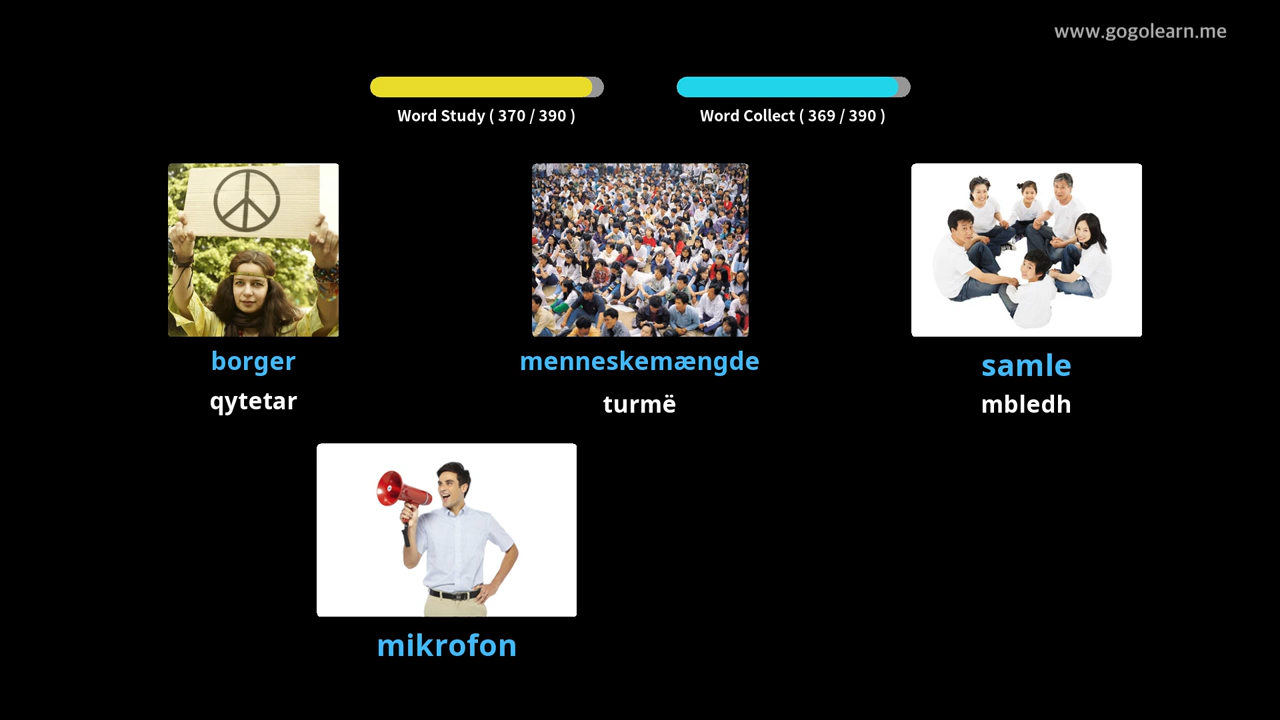 www.gogolearn.me
Word Study ( 370 / 390 )
Word Collect ( 369 / 390 )
borger
qytetar
menneskemængde
turmë
samle
mbledh
mikrofon